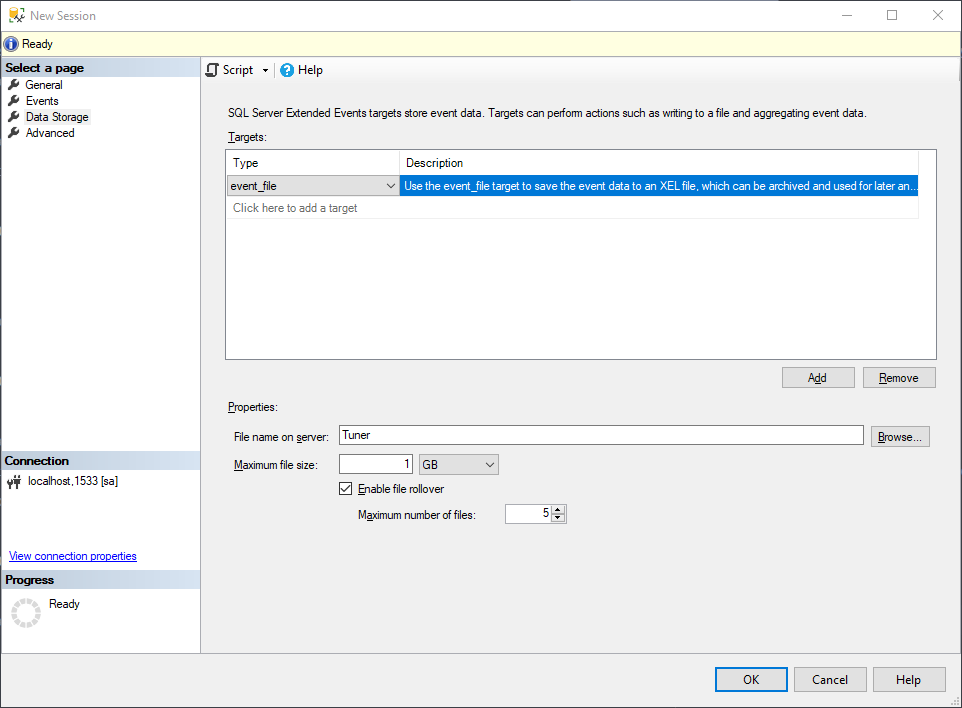 New Session
Ready
Select a page
General
Events
Data Storage
Advanced
Connection
localhost,1533 [sa]
View connection properties
Progress
Ready
Script
Help
SQL Server Extended Events targets store event data. Targets can perform actions such as writing to a file and aggregating event data.
Targets:
Type Description
event_file Use the event_file target to save the event data to an XEL file, which can be archived and used for later an...
Click here to add a target
Add Remove
Properties:
File name on server: Tuner Browse...
Maximum file size: 1 GB
Enable file rollover
Maximum number of files: 5
OK Cancel Help